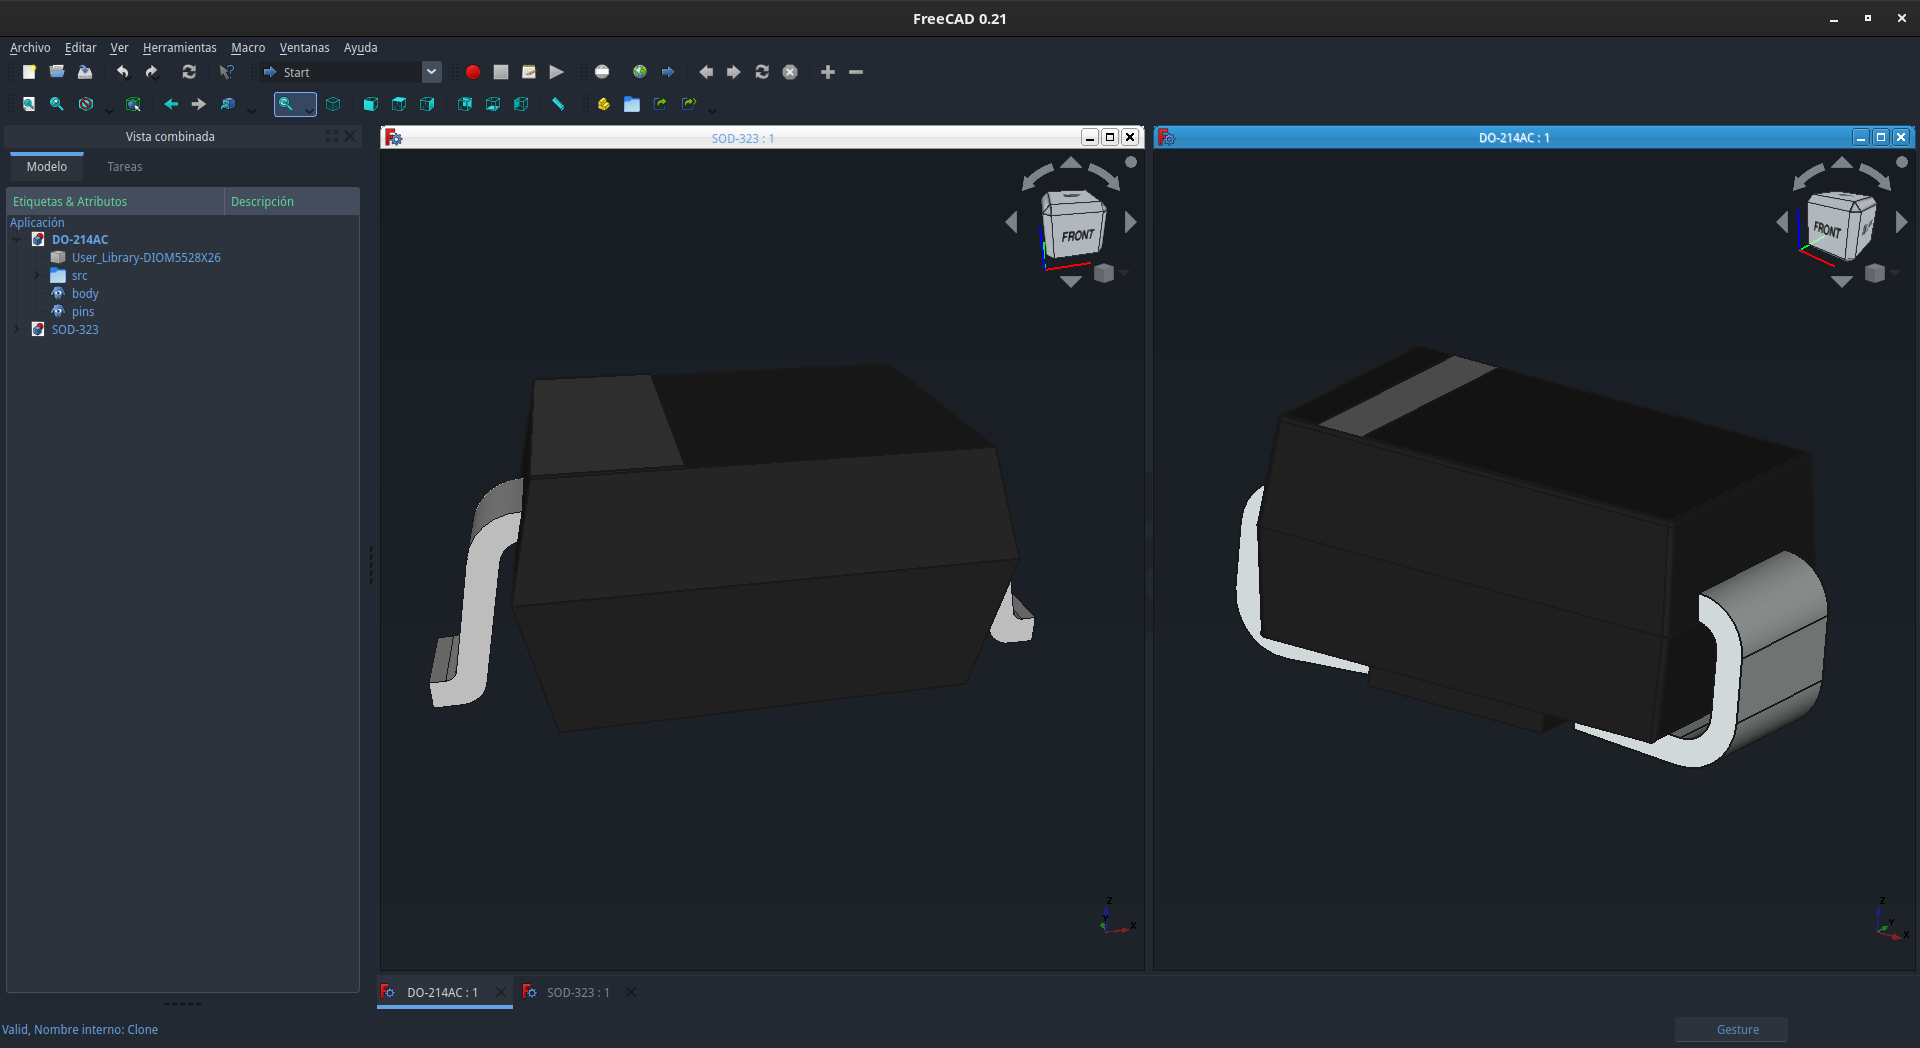 FreeCAD 0.21
Archivo Editar Ver Herramientas Macro Ventanas Ayuda
Start
Vista combinada
Modelo Tareas
Etiquetas & Atributos Descripción
Aplicación
DO-214AC
User_Library-DIOM5528X26
src
body
pins
SOD-323
SOD-323 : 1
FRONT
Z
Y
X
DO-214AC : 1
FRONT
Z
Y
X
DO-214AC : 1 SOD-323 : 1
Valid, Nombre interno: Clone
Gesture